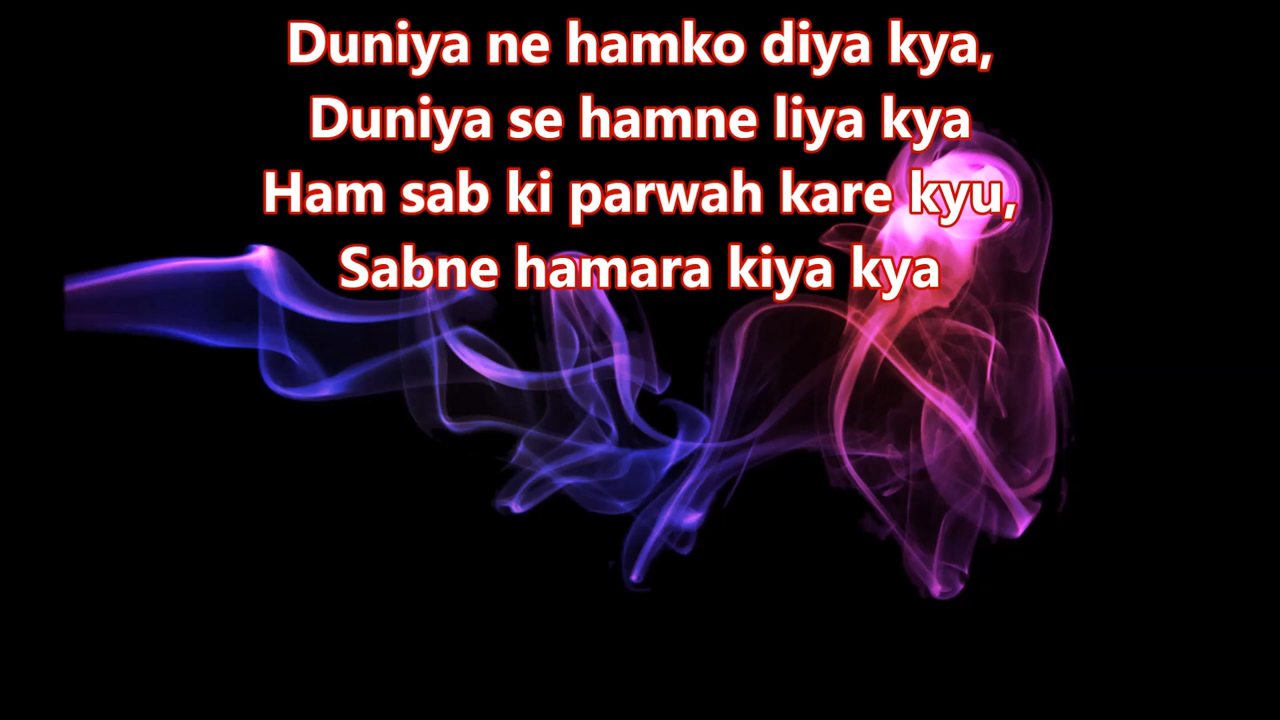 Duniya ne hamko diya kya,
Duniya se hamne liya kya
Ham sab ki parwah kare kyu,
Sabne hamara kiya kya